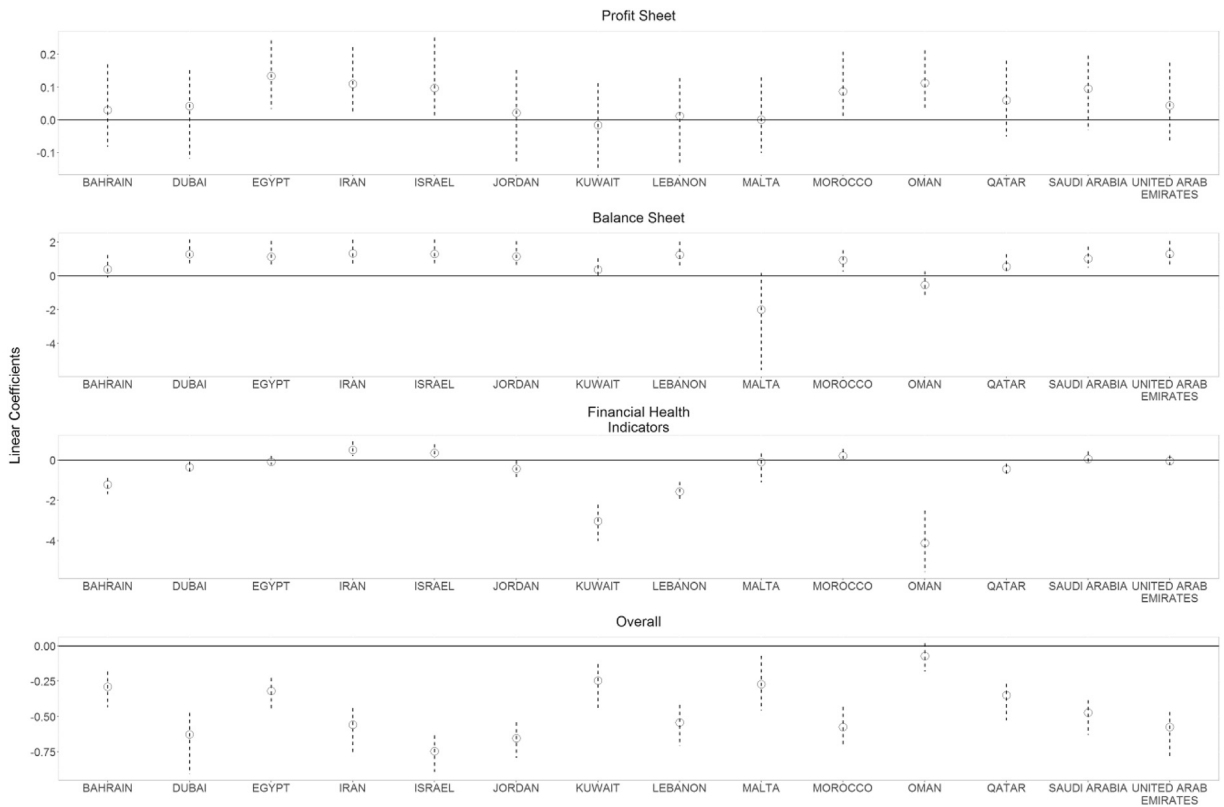 Profit Sheet
0.2
0.1
0.0
-0.1
BAHRAIN DUBAI EGYPT IRAN ISRAEL JORDAN KUWAIT LEBANON MALTA MOROCCO OMAN QATAR SAUDI ARABIA UNITED ARAB
EMIRATES
Balance Sheet
2
0
-2
-4
BAHRAIN DUBAI EGYPT IRAN ISRAEL JORDAN KUWAIT LEBANON MALTA MOROCCO OMAN QATAR SAUDI ARABIA UNITED ARAB
EMIRATES
Linear Coefficients
Financial Health
Indicators
0
-2
-4
BAHRAIN DUBAI EGYPT IRAN ISRAEL JORDAN KUWAIT LEBANON MALTA MOROCCO OMAN QATAR SAUDI ARABIA UNITED ARAB
EMIRATES
Overall
0.00
-0.25
-0.50
-0.75
BAHRAIN DUBAI EGYPT IRAN ISRAEL JORDAN KUWAIT LEBANON MALTA MOROCCO OMAN QATAR SAUDI ARABIA UNITED ARAB
EMIRATES